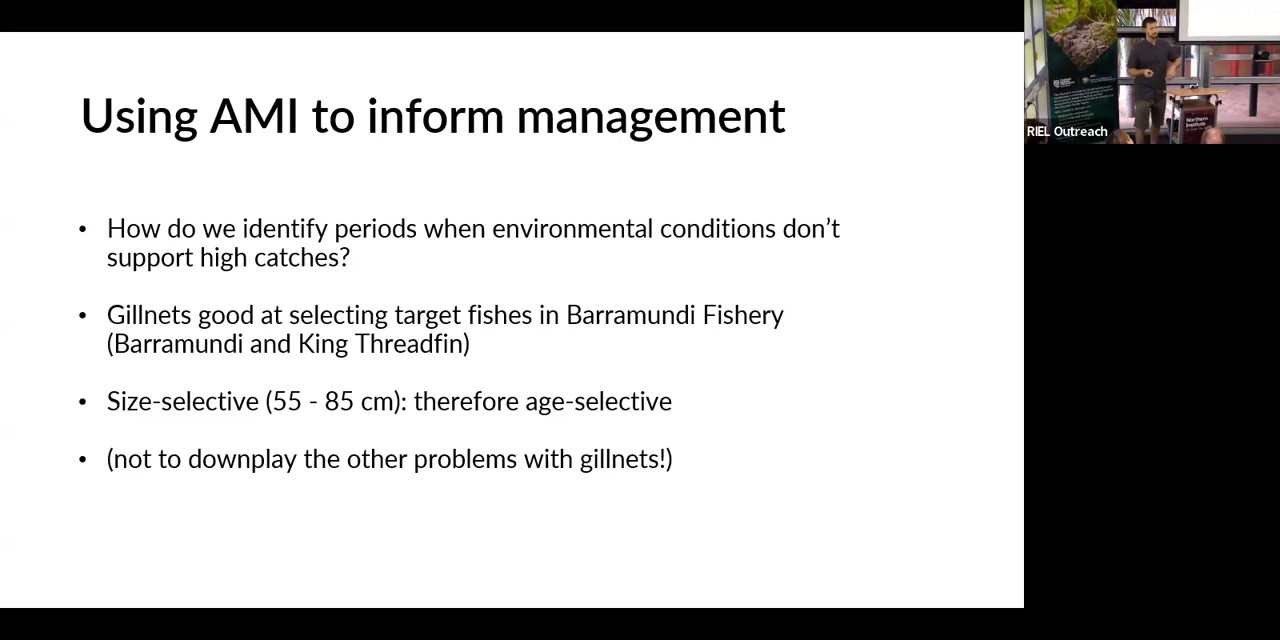 Using AMI to inform management
• How do we identify periods when environmental conditions don’t
support high catches?
• Gillnets good at selecting target fishes in Barramundi Fishery
(Barramundi and King Threadfin)
• Size-selective (55 - 85 cm): therefore age-selective
• (not to downplay the other problems with gillnets!)
RIEL Outreach
Northern
Institute